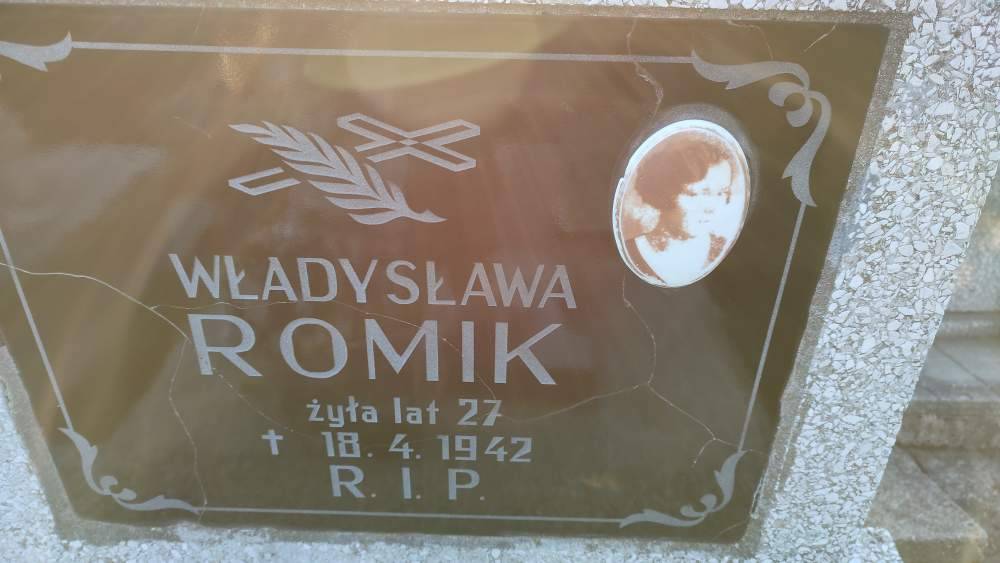 WŁADYSŁAWA
ROMIK
żyła lat 27
✝ 18. 4. 1942
R. I. P.